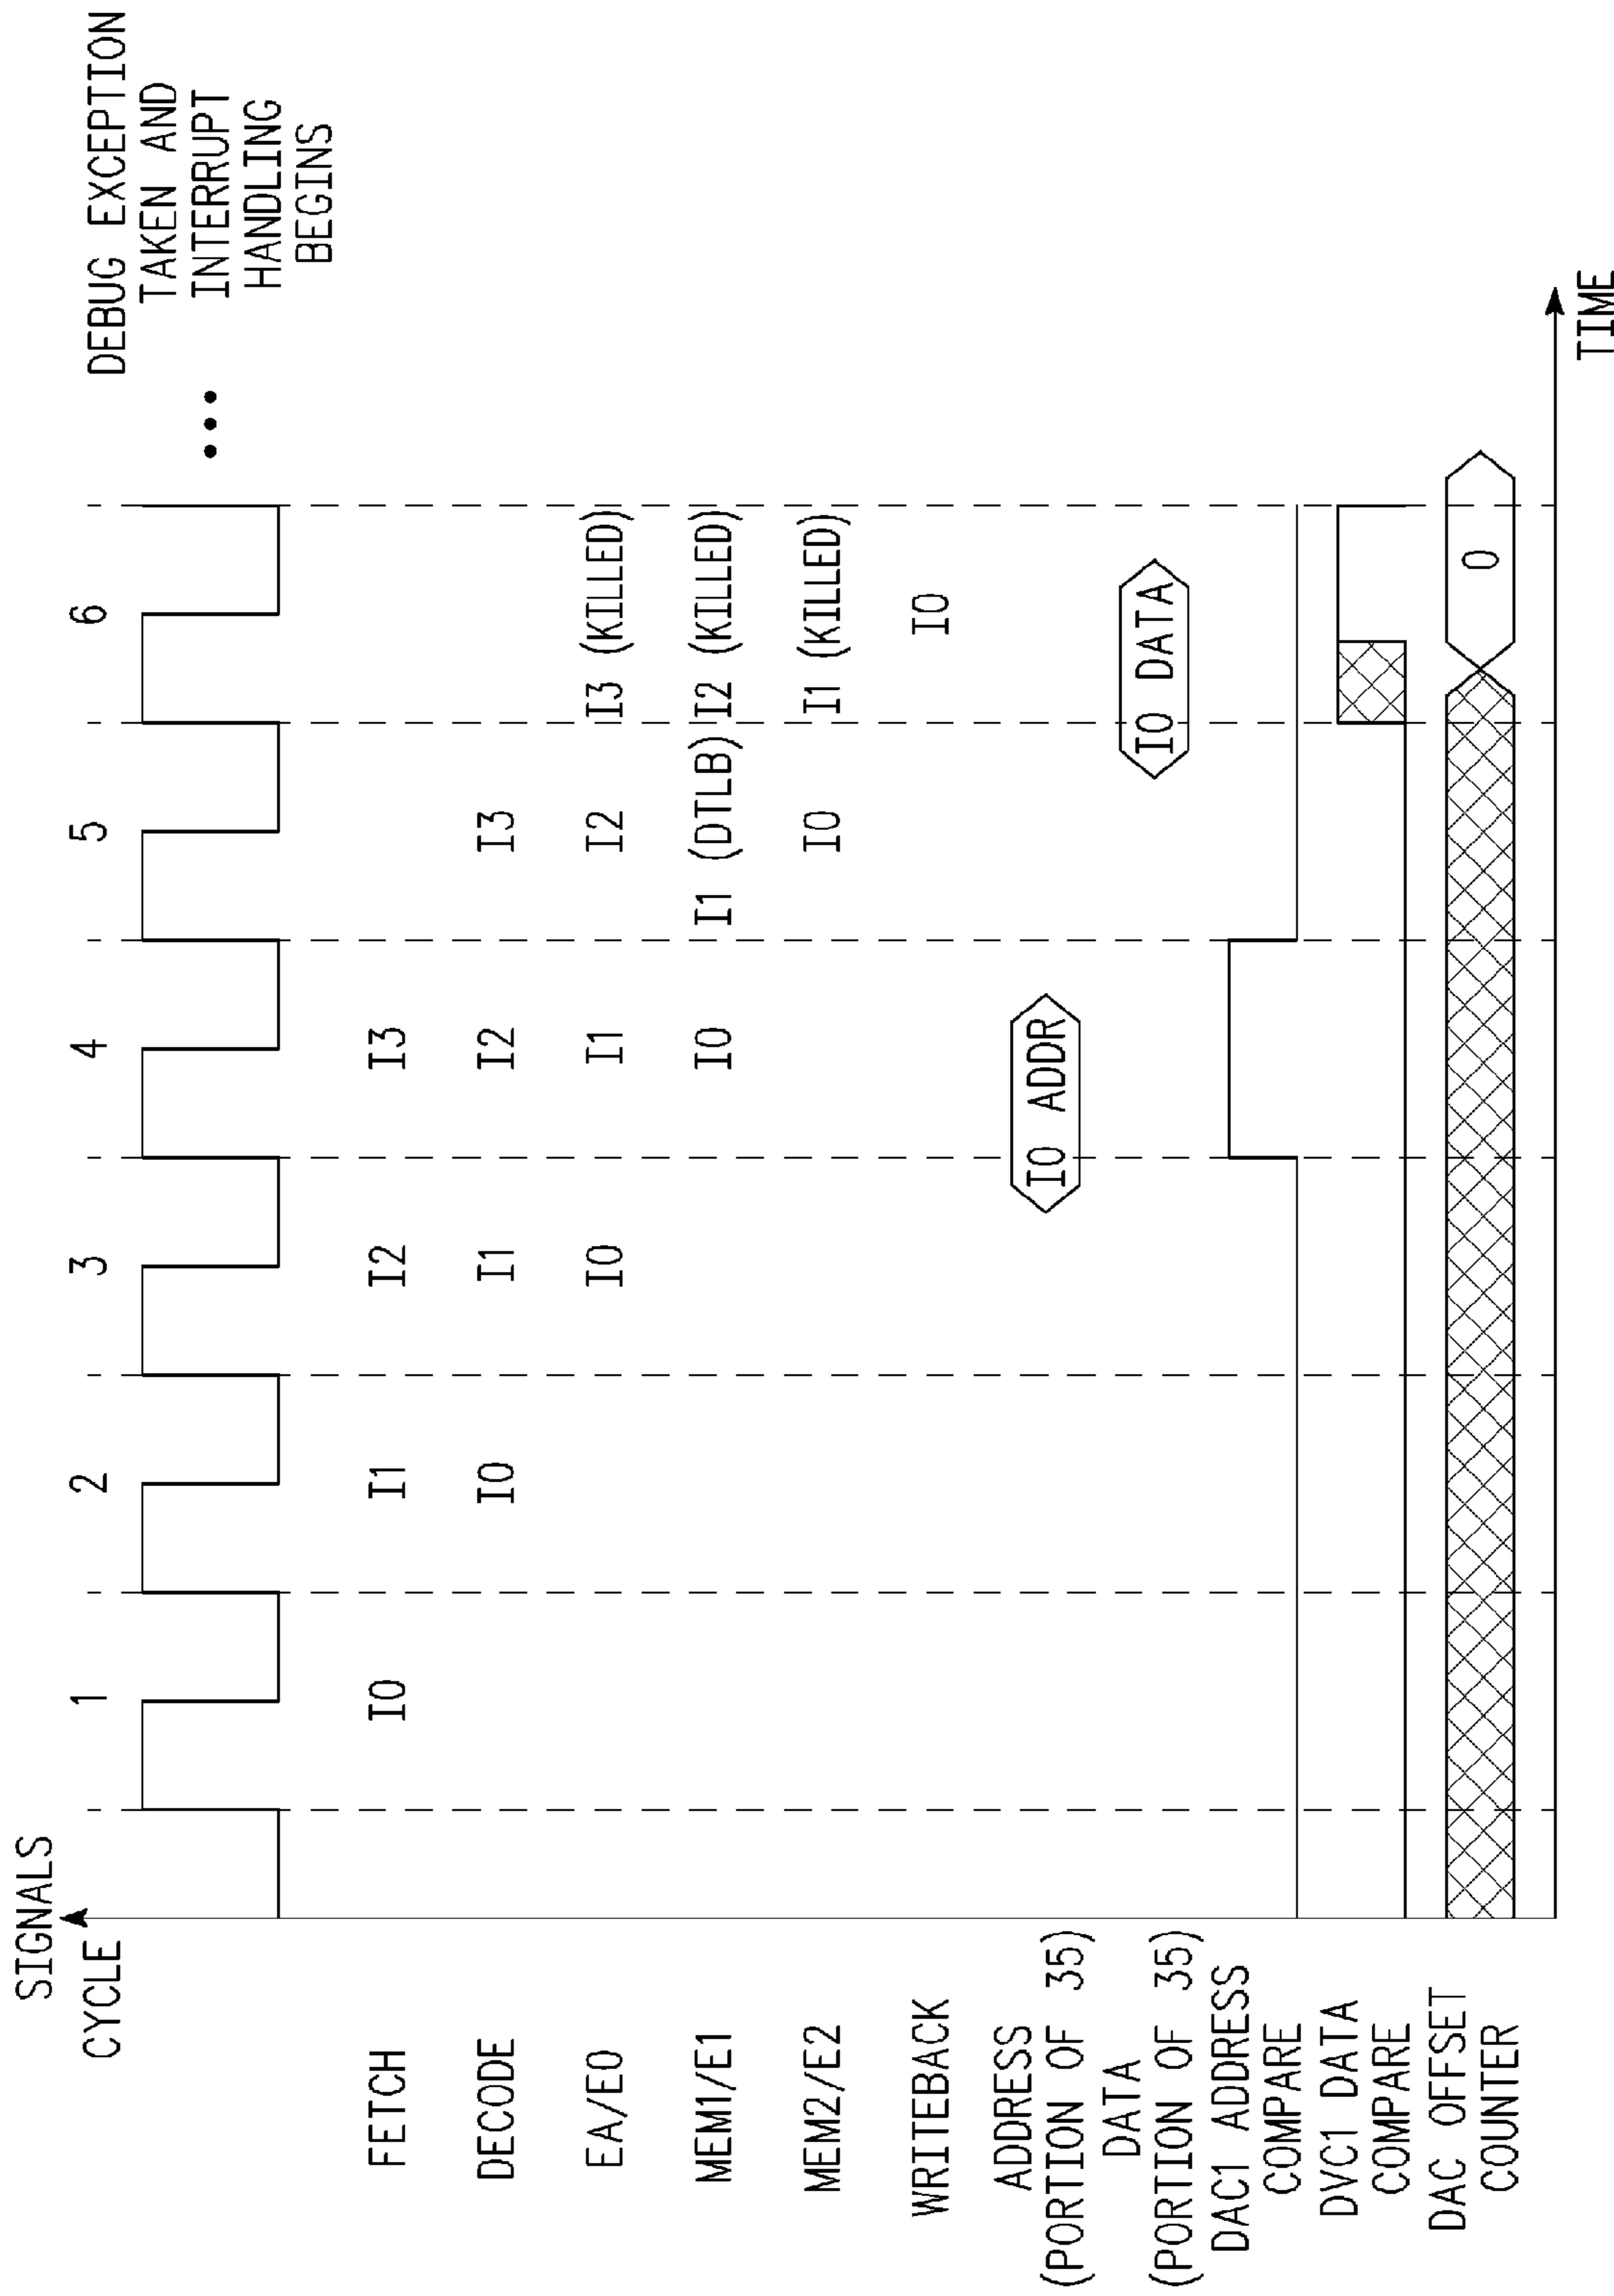 SIGNALS
CYCLE 1 2 3 4 5 6
DEBUG EXCEPTION
TAKEN AND
INTERRUPT
HANDLING
BEGINS
FETCH I0 I1 I2 I3
DECODE I0 I1 I2 I3
EA/E0 I0 I1 I2 I3 (KILLED)
MEM1/E1 I0 I1 (DTLB) I2 (KILLED)
MEM2/E2 I0 I1 (KILLED)
WRITEBACK I0
ADDRESS
(PORTION OF 35) I0 ADDR
DATA
(PORTION OF 35) I0 DATA
DAC1 ADDRESS
COMPARE
DVC1 DATA
COMPARE
DAC OFFSET
COUNTER 0
TIME